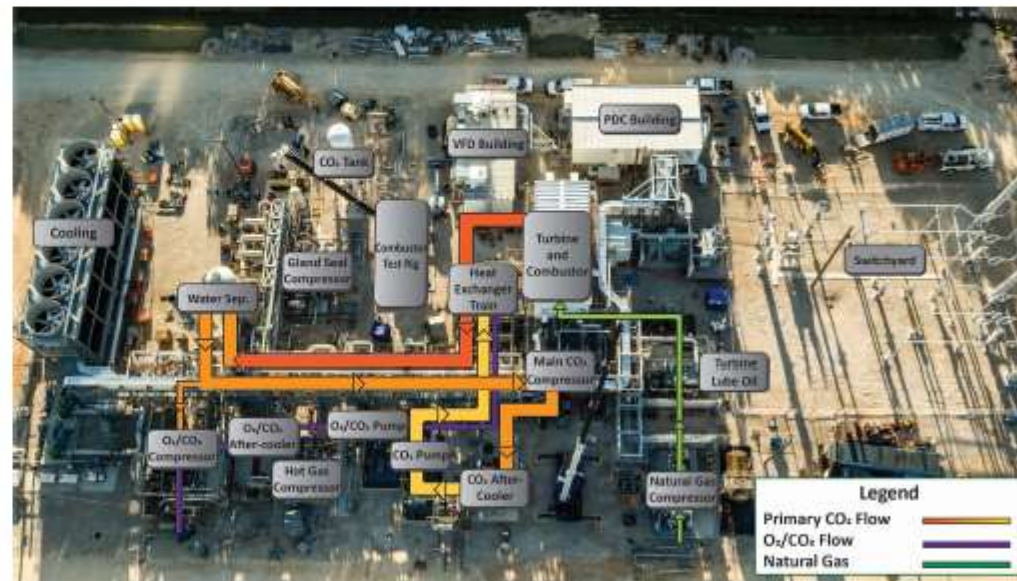 PDC Building
VFD Building
CO₂ Tank
Cooling
Combustor
Test Rig
Turbine
and
Combustor
Gland Seal
Compressor
Heat
Exchanger
Train
Switchyard
Water Sep.
Main CO₂
Compressor
Turbine
Lube Oil
O₂/CO₂
Compressor
O₂/CO₂
After-cooler
O₂/CO₂ Pump
CO₂ Pump
Hot Gas
Compressor
CO₂ After-
Cooler
Natural Gas
Compressor
Legend
Primary CO₂ Flow
O₂/CO₂ Flow
Natural Gas